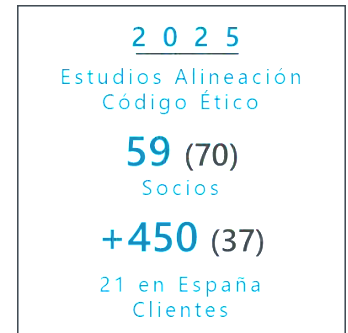 2025
Estudios Alineación
Código Ético
59 (70)
Socios
+450 (37)
21 en España
Clientes